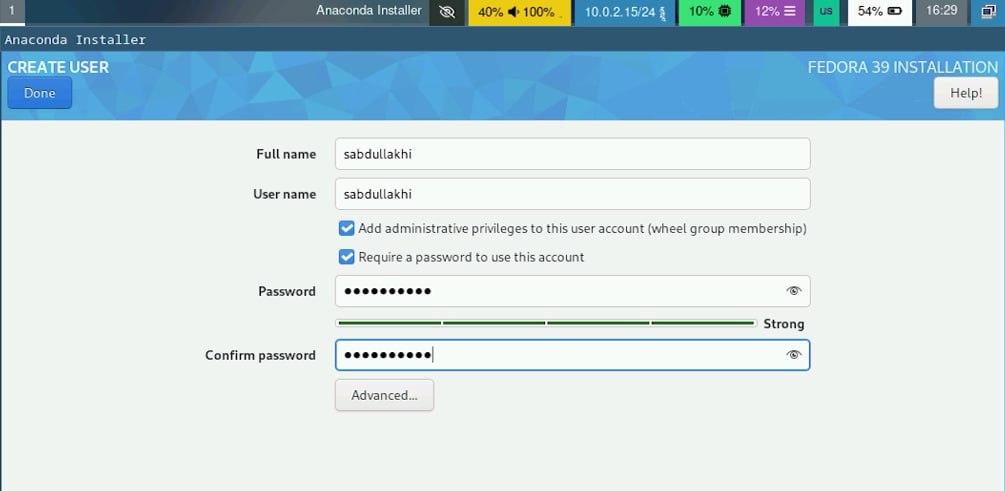 1 Anaconda Installer 40% 100% 10.0.2.15/24 10% 12% us 54% 16:29
Anaconda Installer
CREATE USER FEDORA 39 INSTALLATION
Done Help!
Full name sabdullakhi
User name sabdullakhi
Add administrative privileges to this user account (wheel group membership)
Require a password to use this account
Password ●●●●●●●●●●
Strong
Confirm password ●●●●●●●●●●
Advanced...